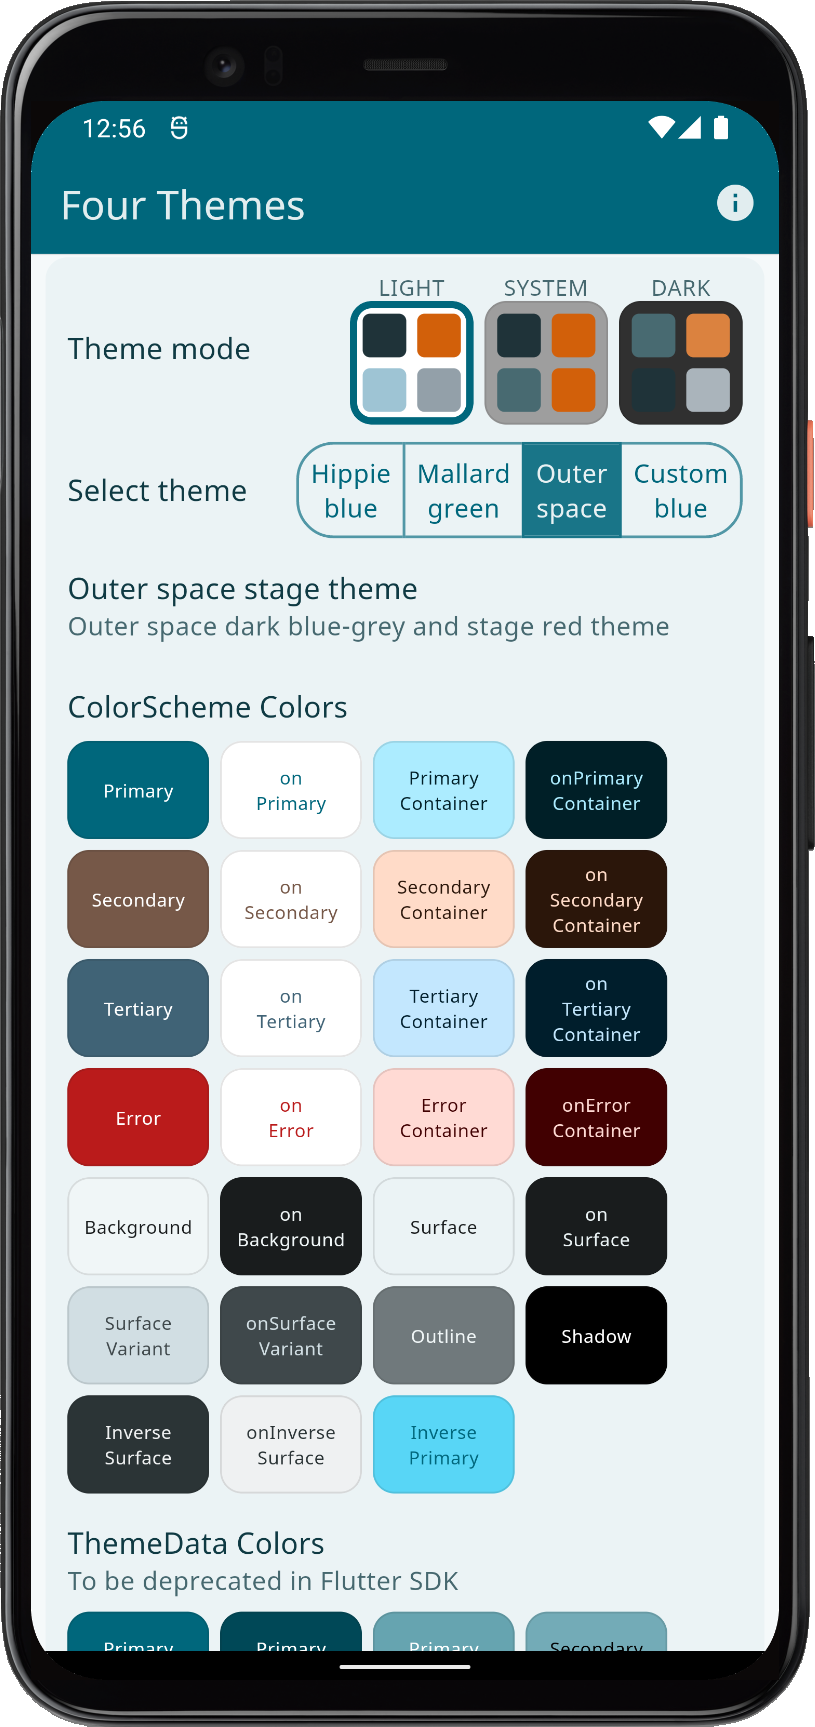 12:56
Four Themes
LIGHT SYSTEM DARK
Theme mode
Select theme
Hippie
blue
Mallard
green
Outer
space
Custom
blue
Outer space stage theme
Outer space dark blue-grey and stage red theme
ColorScheme Colors
Primary
on
Primary
Primary
Container
onPrimary
Container
Secondary
on
Secondary
Secondary
Container
on
Secondary
Container
Tertiary
on
Tertiary
Tertiary
Container
on
Tertiary
Container
Error
on
Error
Error
Container
onError
Container
Background
on
Background
Surface
on
Surface
Surface
Variant
onSurface
Variant
Outline
Shadow
Inverse
Surface
onInverse
Surface
Inverse
Primary
ThemeData Colors
To be deprecated in Flutter SDK
Primary
Primary
Primary
Secondary